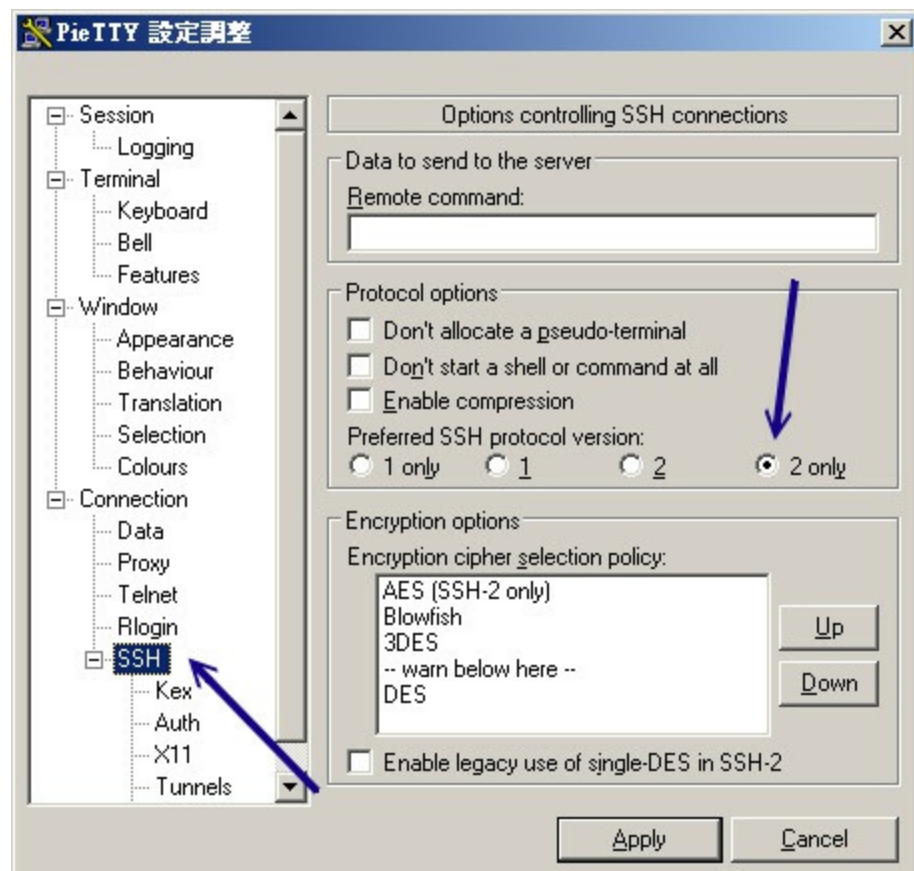 PieTTY 設定調整
Session
Logging
Terminal
Keyboard
Bell
Features
Window
Appearance
Behaviour
Translation
Selection
Colours
Connection
Data
Proxy
Telnet
Rlogin
SSH
Kex
Auth
X11
Tunnels
Options controlling SSH connections
Data to send to the server
Remote command:
Protocol options
Don't allocate a pseudo-terminal
Don't start a shell or command at all
Enable compression
Preferred SSH protocol version:
1 only 1 2 2 only
Encryption options
Encryption cipher selection policy:
AES (SSH-2 only)
Blowfish
3DES
-- warn below here --
DES
Up
Down
Enable legacy use of single-DES in SSH-2
Apply Cancel